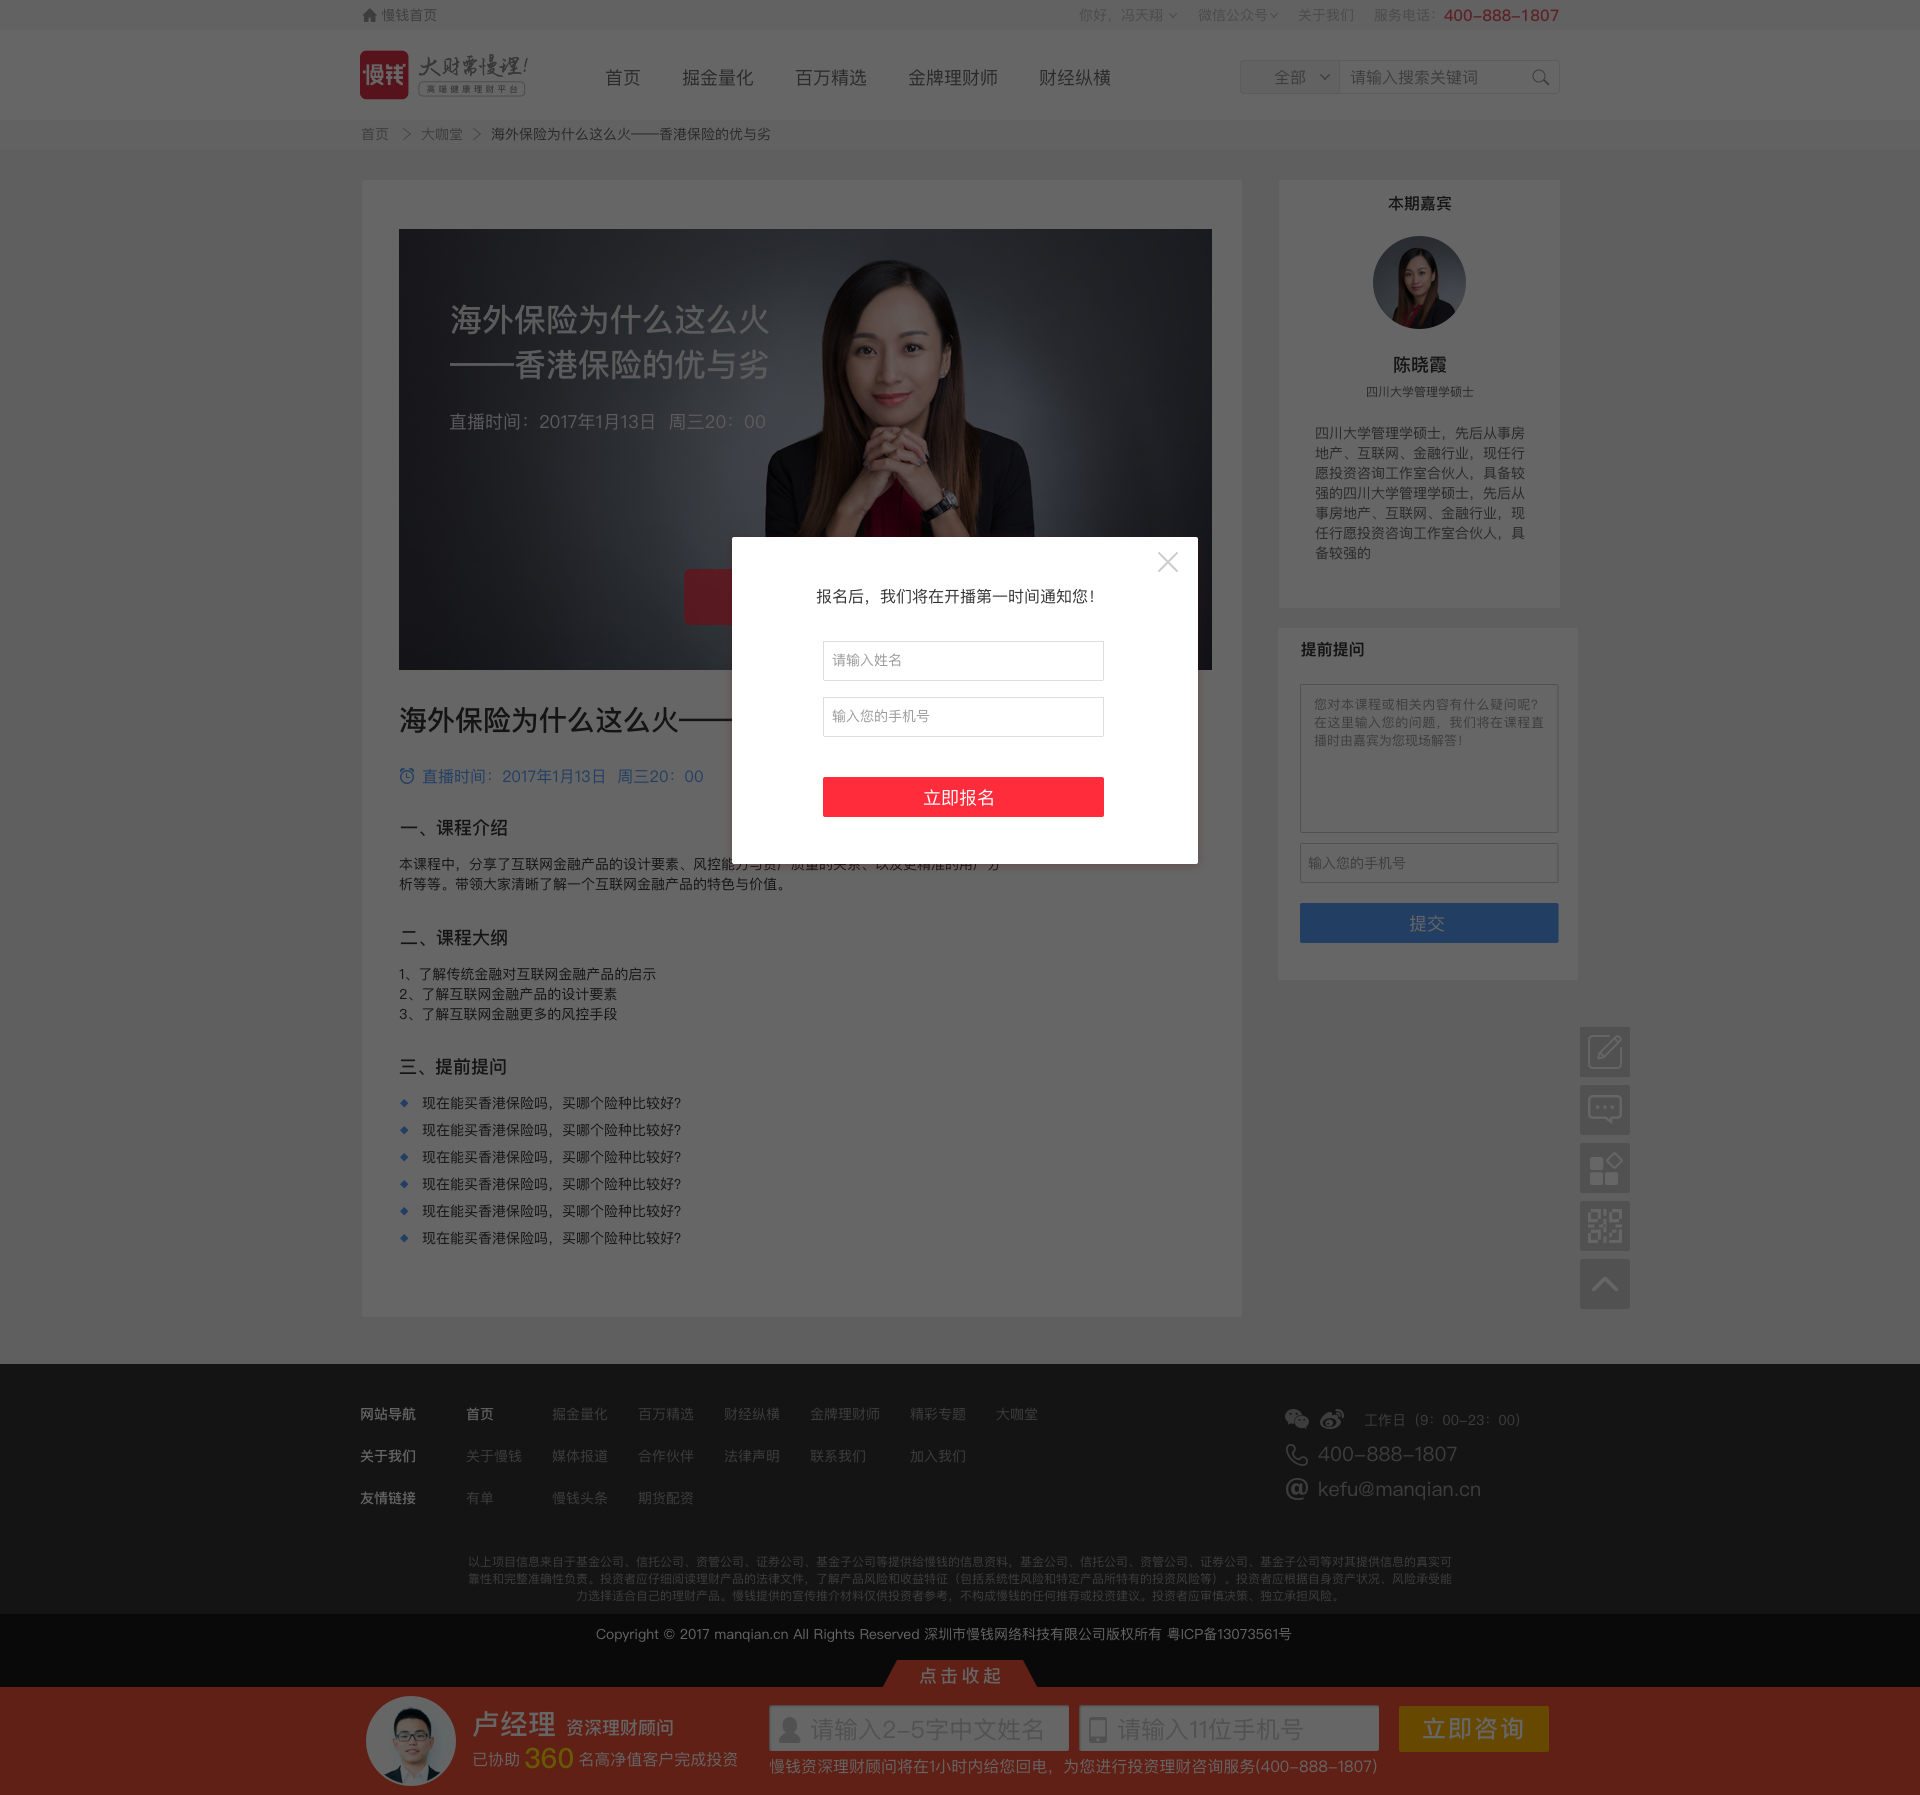 慢钱首页
你好，冯天翔
微信公众号
关于我们
服务电话：400-888-1807
慢钱
大财需慢理!
高端健康理财平台
首页
掘金量化
百万精选
金牌理财师
财经纵横
全部
请输入搜索关键词
首页 > 大咖堂 > 海外保险为什么这么火——香港保险的优与劣
海外保险为什么这么火
——香港保险的优与劣
直播时间：2017年1月13日 周三20：00
本期嘉宾
陈晓霞
四川大学管理学硕士
四川大学管理学硕士，先后从事房
地产、互联网、金融行业，现任行
愿投资咨询工作室合伙人，具备较
强的四川大学管理学硕士，先后从
事房地产、互联网、金融行业，现
任行愿投资咨询工作室合伙人，具
备较强的
报名后，我们将在开播第一时间通知您！
请输入姓名
输入您的手机号
立即报名
提前提问
您对本课程或相关内容有什么疑问呢？
在这里输入您的问题，我们将在课程直
播时由嘉宾为您现场解答！
输入您的手机号
提交
海外保险为什么这么火——
直播时间：2017年1月13日 周三20：00
一、课程介绍
本课程中，分享了互联网金融产品的设计要素、风控能力与资产质量的关系、以及更精准的用户分
析等等。带领大家清晰了解一个互联网金融产品的特色与价值。
二、课程大纲
1、了解传统金融对互联网金融产品的启示
2、了解互联网金融产品的设计要素
3、了解互联网金融更多的风控手段
三、提前提问
现在能买香港保险吗，买哪个险种比较好？
现在能买香港保险吗，买哪个险种比较好？
现在能买香港保险吗，买哪个险种比较好？
现在能买香港保险吗，买哪个险种比较好？
现在能买香港保险吗，买哪个险种比较好？
现在能买香港保险吗，买哪个险种比较好？
网站导航 首页 掘金量化 百万精选 财经纵横 金牌理财师 精彩专题 大咖堂
关于我们 关于慢钱 媒体报道 合作伙伴 法律声明 联系我们 加入我们
友情链接 有单 慢钱头条 期货配资
工作日（9：00-23：00）
400-888-1807
kefu@manqian.cn
以上项目信息来自于基金公司、信托公司、资管公司、证券公司、基金子公司等提供给慢钱的信息资料，基金公司、信托公司、资管公司、证券公司、基金子公司等对其提供信息的真实可
靠性和完整准确性负责。投资者应仔细阅读理财产品的法律文件，了解产品风险和收益特征（包括系统性风险和特定产品所特有的投资风险等）。投资者应根据自身资产状况、风险承受能
力选择适合自己的理财产品。慢钱提供的宣传推介材料仅供投资者参考，不构成慢钱的任何推荐或投资建议。投资者应审慎决策、独立承担风险。
Copyright © 2017 manqian.cn All Rights Reserved 深圳市慢钱网络科技有限公司版权所有 粤ICP备13073561号
点击收起
卢经理 资深理财顾问
已协助 360 名高净值客户完成投资
请输入2-5字中文姓名
请输入11位手机号
立即咨询
慢钱资深理财顾问将在1小时内给您回电，为您进行投资理财咨询服务(400-888-1807)